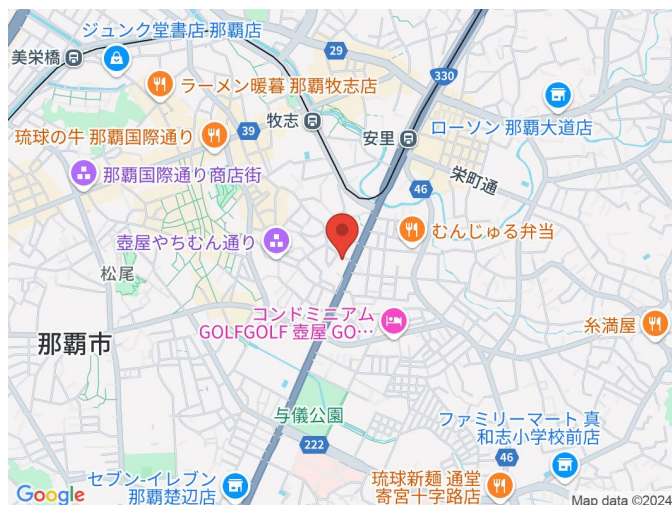 ジュンク堂書店 那覇店
美栄橋
29
330
ラーメン暖暮 那覇牧志店
牧志
安里
ローソン 那覇大道店
琉球の牛 那覇国際通り
39
那覇国際通り商店街
46
栄町通
むんじゅる弁当
壺屋やちむん通り
松尾
コンドミニアム
GOLFGOLF 壺屋 GO…
糸満屋
那覇市
与儀公園
222
ファミリーマート 真
和志小学校前店
46
セブン-イレブン
那覇楚辺店
琉球新麺 通堂
寄宮十字路店
Google
Map data ©2024